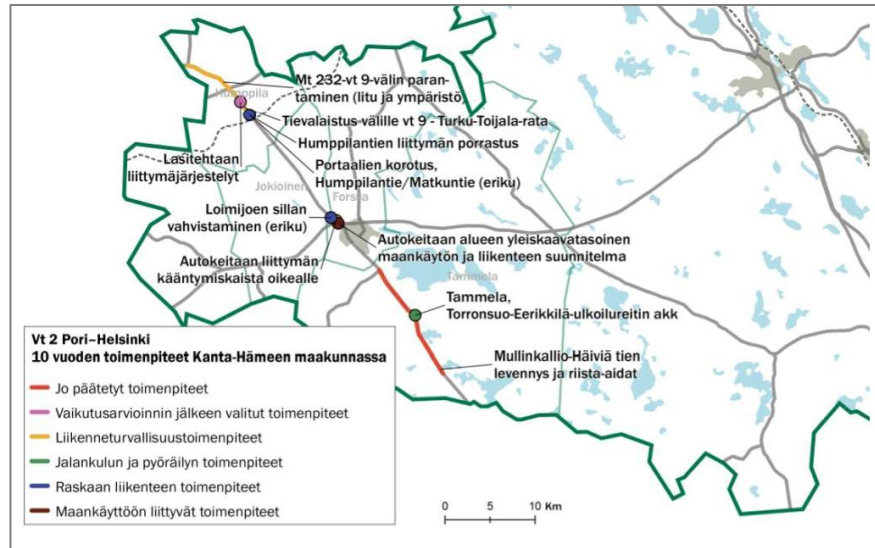 Humppila
Mt 232-vt 9-välin paran-
taminen (litu ja ympäristö)
Tievalaistus-välille vt 9 - Turku-Toijala-rata
Humppilantien liittymän porrastus
Lasitehtaan
liittymäjärjestelyt
Portaalien korotus,
Humppilantie/Matkuntie (eriku)
Jokioinen
Forssa
Loimijoen sillan
vahvistaminen (eriku)
Autokeitaan alueen yleiskaavatasoinen
maankäytön ja liikenteen suunnitelma
Autokeitaan liittymän
kääntymiskaista oikealle
Tammela
Tammela,
Torronsuo-Eerikkilä-ulkoilureitin akk
Mullinkallio-Häiviä tien
levennys ja riista-aidat
Vt 2 Pori–Helsinki
10 vuoden toimenpiteet Kanta-Hämeen maakunnassa
Jo päätetyt toimenpiteet
Vaikutusarvioinnin jälkeen valitut toimenpiteet
Liikenneturvallisuustoimenpiteet
Jalankulun ja pyöräilyn toimenpiteet
Raskaan liikenteen toimenpiteet
Maankäyttöön liittyvät toimenpiteet
0 5 10 Km